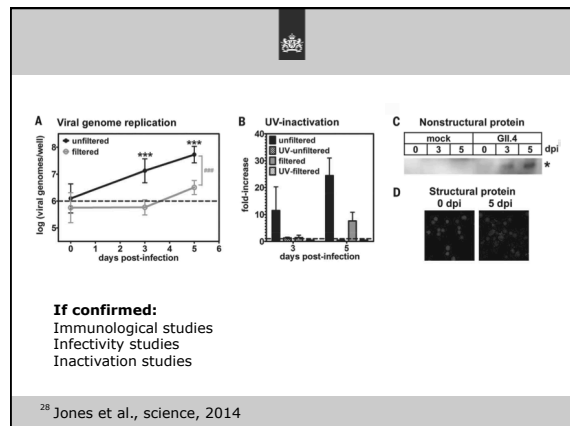 A Viral genome replication
unfiltered
filtered
log (viral genomes/well)
8
7
6
5
***
***
###
0 1 2 3 4 5 6
days post-infection
B UV-inactivation
unfiltered
UV-unfiltered
filtered
UV-filtered
fold-increase
40
30
20
10
0
3 5
days post-infection
C Nonstructural protein
mock GII.4
0 3 5 0 3 5 dpi
*
D Structural protein
0 dpi 5 dpi
If confirmed:
Immunological studies
Infectivity studies
Inactivation studies
28 Jones et al., science, 2014